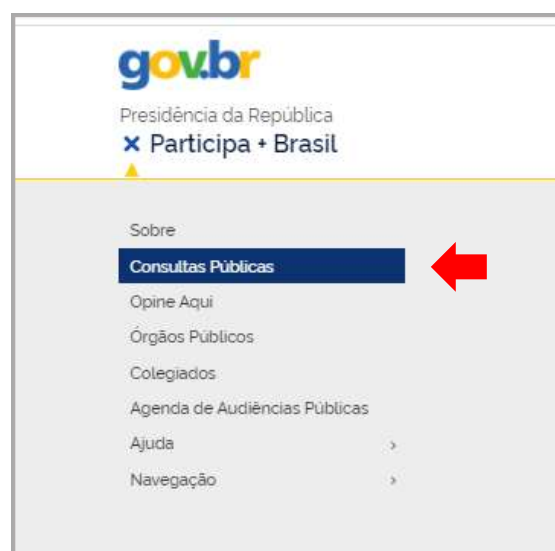 gov.br
Presidência da República
× Participa + Brasil
Sobre
Consultas Públicas
Opine Aqui
Órgãos Públicos
Colegiados
Agenda de Audiências Públicas
Ajuda
Navegação